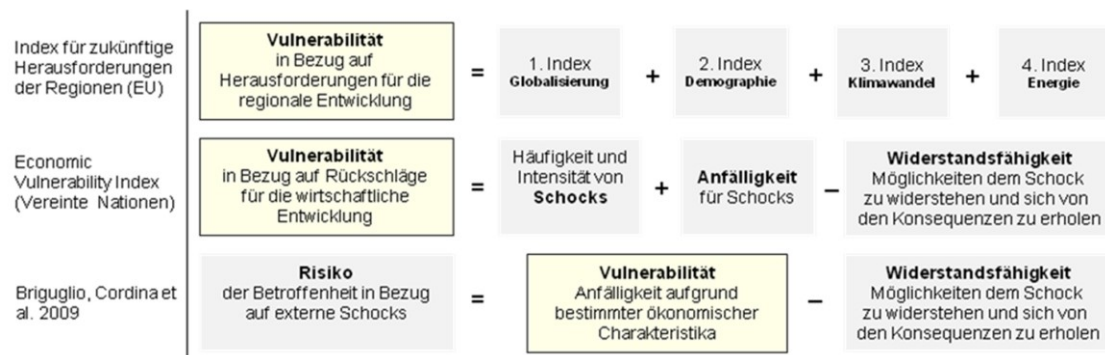 Index für zukünftige
Herausforderungen
der Regionen (EU)
Vulnerabilität
in Bezug auf
Herausforderungen für die
regionale Entwicklung
=
1. Index
Globalisierung
+
2. Index
Demographie
+
3. Index
Klimawandel
+
4. Index
Energie
Economic
Vulnerability Index
(Vereinte Nationen)
Vulnerabilität
in Bezug auf Rückschläge
für die wirtschaftliche
Entwicklung
=
Häufigkeit und
Intensität von
Schocks
+
Anfälligkeit
für Schocks
–
Widerstandsfähigkeit
Möglichkeiten dem Schock
zu widerstehen und sich von
den Konsequenzen zu erholen
Briguglio, Cordina et
al. 2009
Risiko
der Betroffenheit in Bezug
auf externe Schocks
=
Vulnerabilität
Anfälligkeit aufgrund
bestimmter ökonomischer
Charakteristika
–
Widerstandsfähigkeit
Möglichkeiten dem Schock
zu widerstehen und sich von
den Konsequenzen zu erholen